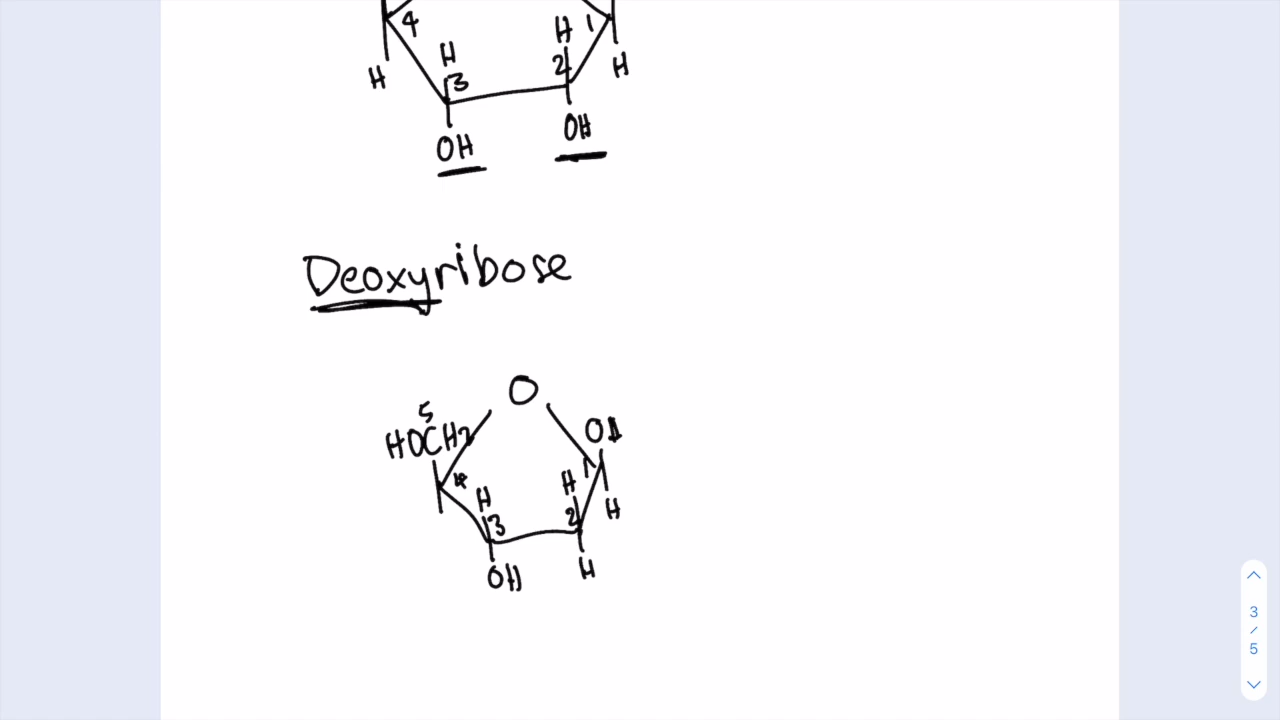 4 H 1
H 3 2 H
H
OH OH
Deoxyribose
O
5
HOCH2 OH
4 H 1
H H
3 2
OH H
3
/
5